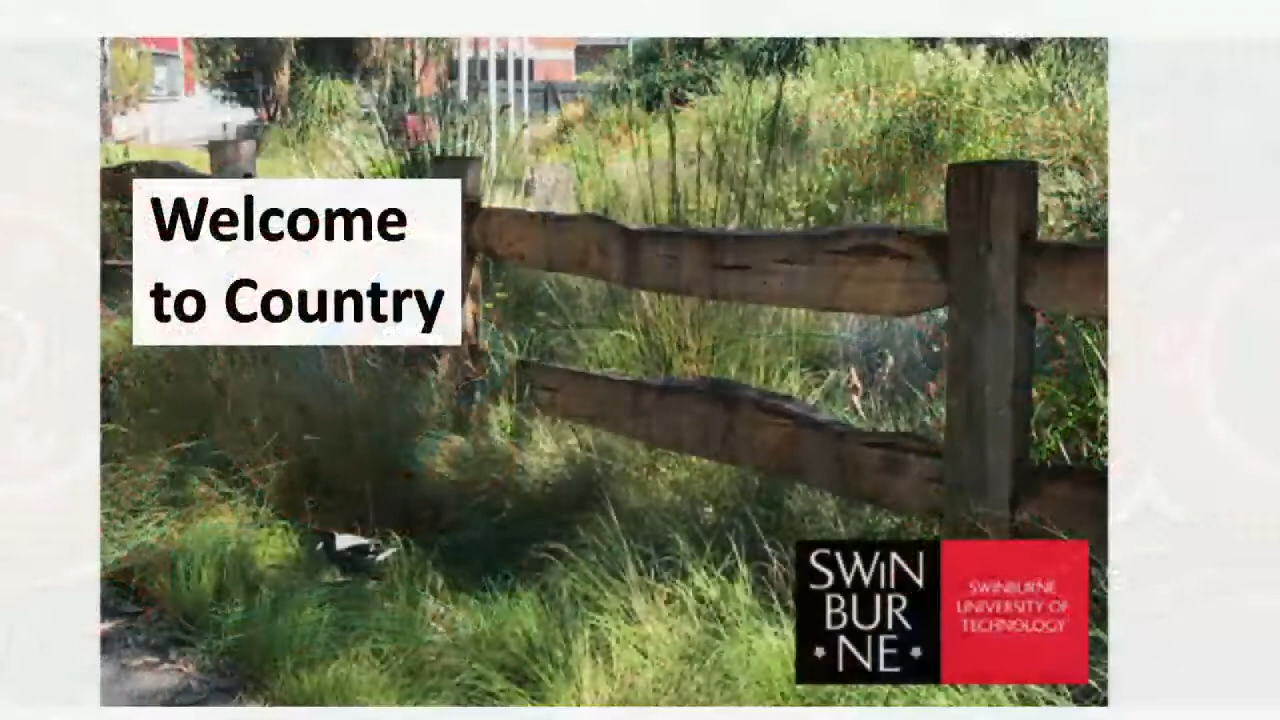 Welcome
to Country
SWIN
BUR
NE
SWINBURNE
UNIVERSITY OF
TECHNOLOGY